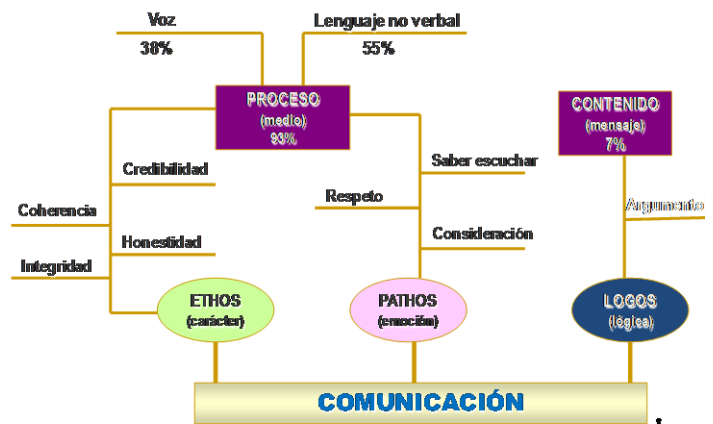 Voz
38%
Lenguaje no verbal
55%
PROCESO
(medio)
93%
CONTENIDO
(mensaje)
7%
Credibilidad
Saber escuchar
Respeto
Coherencia
Argumento
Honestidad
Consideración
Integridad
ETHOS
(carácter)
PATHOS
(emoción)
LOGOS
(lógica)
COMUNICACIÓN